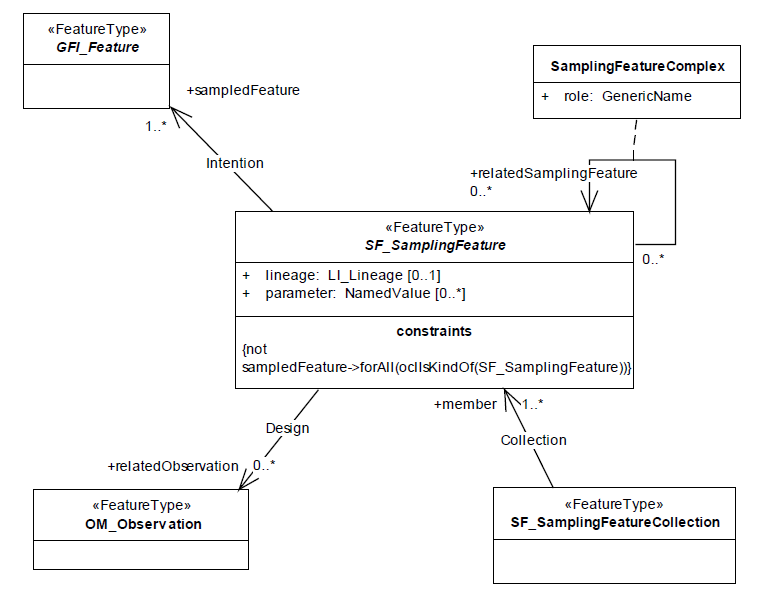 «FeatureType»
GFI_Feature
SamplingFeatureComplex
+ role: GenericName
+sampledFeature
1..*
Intention
+relatedSamplingFeature
0..*
«FeatureType»
SF_SamplingFeature
0..*
+ lineage: LI_Lineage [0..1]
+ parameter: NamedValue [0..*]
constraints
{not
sampledFeature->forAll(oclIsKindOf(SF_SamplingFeature))}
+member
1..*
Design
Collection
+relatedObservation
0..*
«FeatureType»
OM_Observation
«FeatureType»
SF_SamplingFeatureCollection